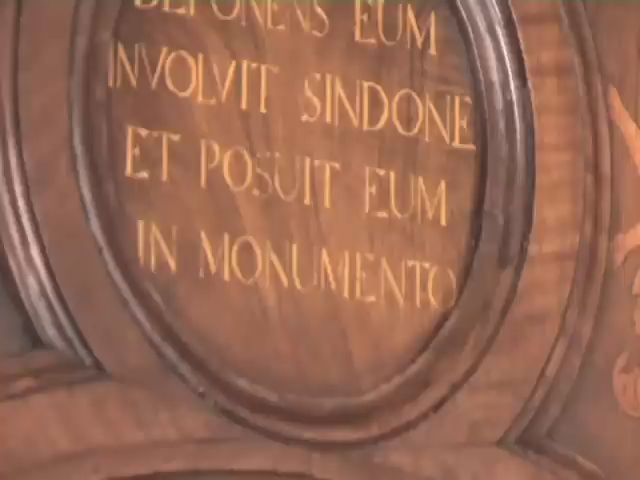 DEPONENS EUM
INVOLVIT SINDONE
ET POSUIT EUM
IN MONUMENTO